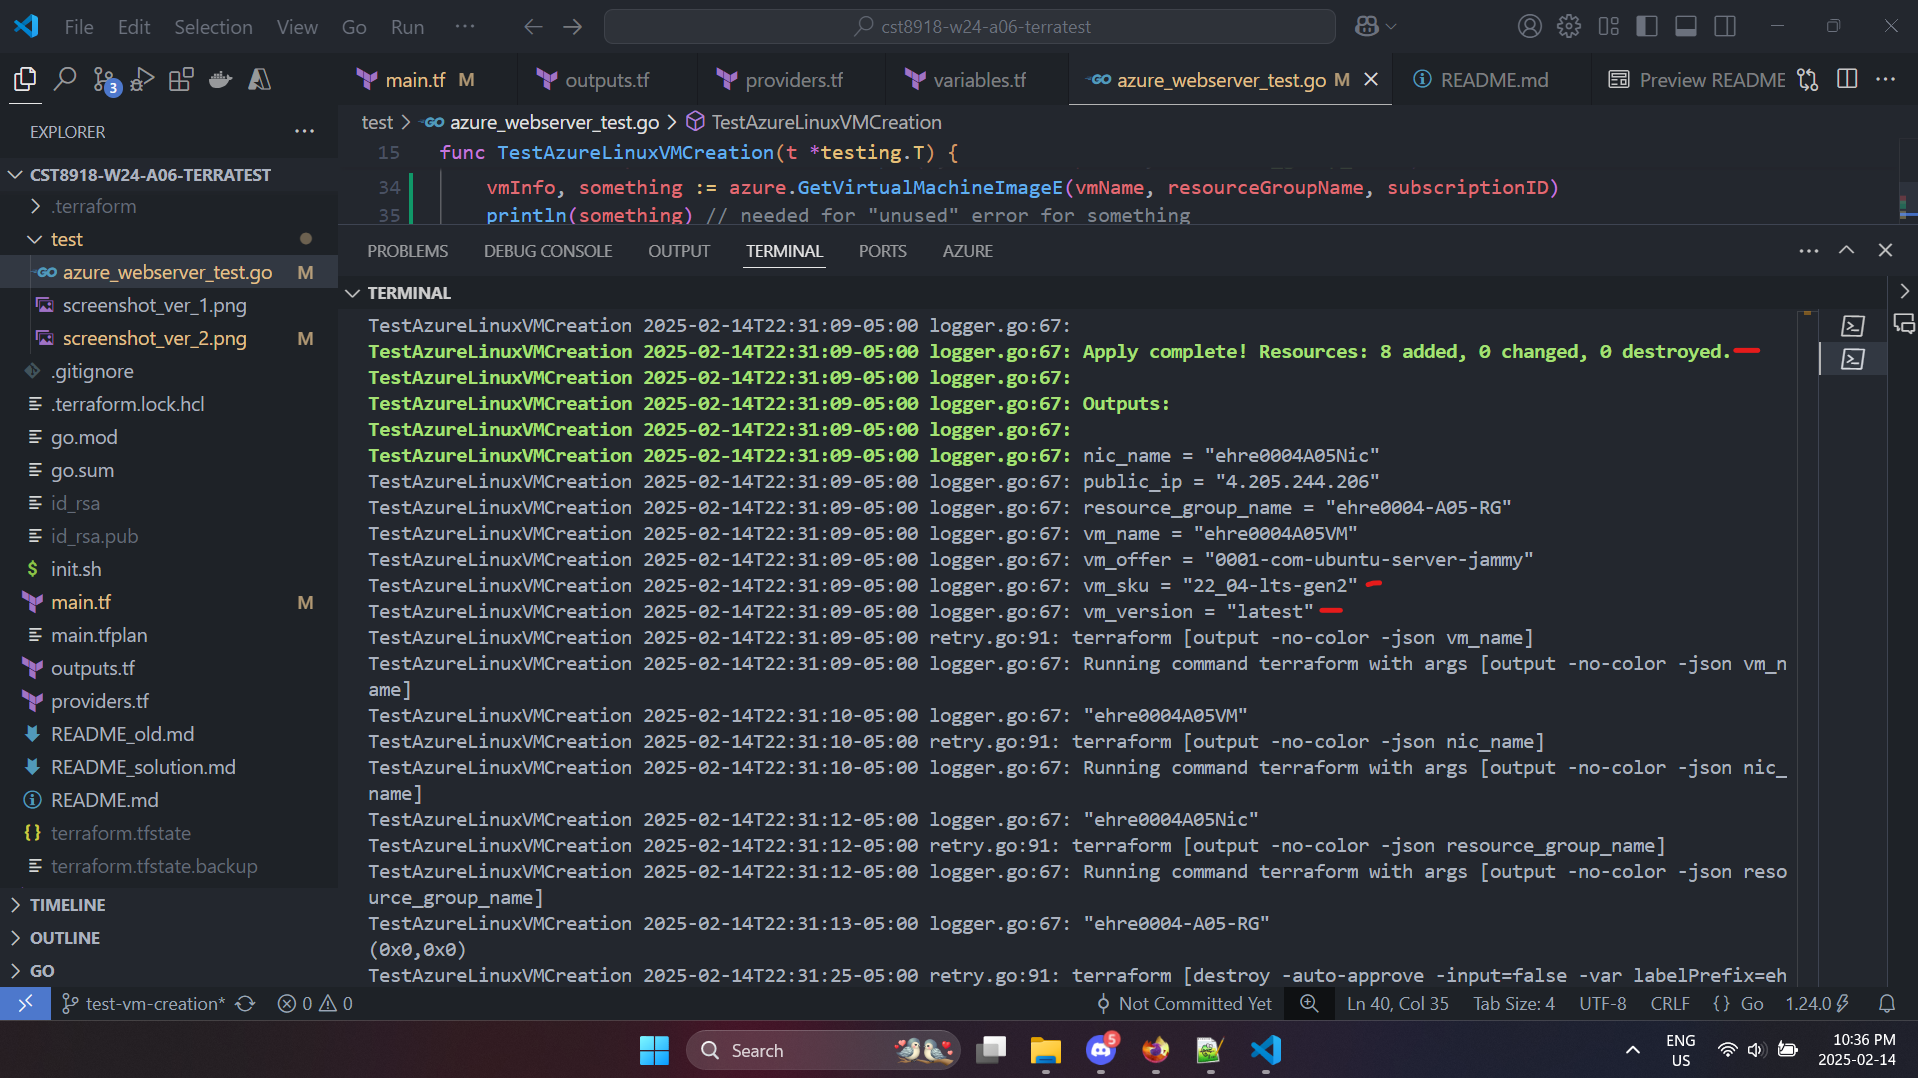 File Edit Selection View Go Run ··· cst8918-w24-a06-terratest
3
main.tf M outputs.tf providers.tf variables.tf azure_webserver_test.go M README.md Preview README
EXPLORER
test > azure_webserver_test.go > TestAzureLinuxVMCreation
15 func TestAzureLinuxVMCreation(t *testing.T) {
34 vmInfo, something := azure.GetVirtualMachineImageE(vmName, resourceGroupName, subscriptionID)
35 println(something) // needed for "unused" error for something
CST8918-W24-A06-TERRATEST
.terraform
test
azure_webserver_test.go M
screenshot_ver_1.png
screenshot_ver_2.png M
.gitignore
.terraform.lock.hcl
go.mod
go.sum
id_rsa
id_rsa.pub
init.sh
main.tf M
main.tfplan
outputs.tf
providers.tf
README_old.md
README_solution.md
README.md
terraform.tfstate
terraform.tfstate.backup
TIMELINE
OUTLINE
GO
PROBLEMS DEBUG CONSOLE OUTPUT TERMINAL PORTS AZURE
TERMINAL
TestAzureLinuxVMCreation 2025-02-14T22:31:09-05:00 logger.go:67:
TestAzureLinuxVMCreation 2025-02-14T22:31:09-05:00 logger.go:67: Apply complete! Resources: 8 added, 0 changed, 0 destroyed.
TestAzureLinuxVMCreation 2025-02-14T22:31:09-05:00 logger.go:67:
TestAzureLinuxVMCreation 2025-02-14T22:31:09-05:00 logger.go:67: Outputs:
TestAzureLinuxVMCreation 2025-02-14T22:31:09-05:00 logger.go:67:
TestAzureLinuxVMCreation 2025-02-14T22:31:09-05:00 logger.go:67: nic_name = "ehre0004A05Nic"
TestAzureLinuxVMCreation 2025-02-14T22:31:09-05:00 logger.go:67: public_ip = "4.205.244.206"
TestAzureLinuxVMCreation 2025-02-14T22:31:09-05:00 logger.go:67: resource_group_name = "ehre0004-A05-RG"
TestAzureLinuxVMCreation 2025-02-14T22:31:09-05:00 logger.go:67: vm_name = "ehre0004A05VM"
TestAzureLinuxVMCreation 2025-02-14T22:31:09-05:00 logger.go:67: vm_offer = "0001-com-ubuntu-server-jammy"
TestAzureLinuxVMCreation 2025-02-14T22:31:09-05:00 logger.go:67: vm_sku = "22_04-lts-gen2"
TestAzureLinuxVMCreation 2025-02-14T22:31:09-05:00 logger.go:67: vm_version = "latest"
TestAzureLinuxVMCreation 2025-02-14T22:31:09-05:00 retry.go:91: terraform [output -no-color -json vm_name]
TestAzureLinuxVMCreation 2025-02-14T22:31:09-05:00 logger.go:67: Running command terraform with args [output -no-color -json vm_n
ame]
TestAzureLinuxVMCreation 2025-02-14T22:31:10-05:00 logger.go:67: "ehre0004A05VM"
TestAzureLinuxVMCreation 2025-02-14T22:31:10-05:00 retry.go:91: terraform [output -no-color -json nic_name]
TestAzureLinuxVMCreation 2025-02-14T22:31:10-05:00 logger.go:67: Running command terraform with args [output -no-color -json nic_
name]
TestAzureLinuxVMCreation 2025-02-14T22:31:12-05:00 logger.go:67: "ehre0004A05Nic"
TestAzureLinuxVMCreation 2025-02-14T22:31:12-05:00 retry.go:91: terraform [output -no-color -json resource_group_name]
TestAzureLinuxVMCreation 2025-02-14T22:31:12-05:00 logger.go:67: Running command terraform with args [output -no-color -json reso
urce_group_name]
TestAzureLinuxVMCreation 2025-02-14T22:31:13-05:00 logger.go:67: "ehre0004-A05-RG"
(0x0,0x0)
TestAzureLinuxVMCreation 2025-02-14T22:31:25-05:00 retry.go:91: terraform [destroy -auto-approve -input=false -var labelPrefix=eh
test-vm-creation* 0 0 Not Committed Yet Ln 40, Col 35 Tab Size: 4 UTF-8 CRLF {} Go 1.24.0
Search 5 ENG US 10:36 PM 2025-02-14